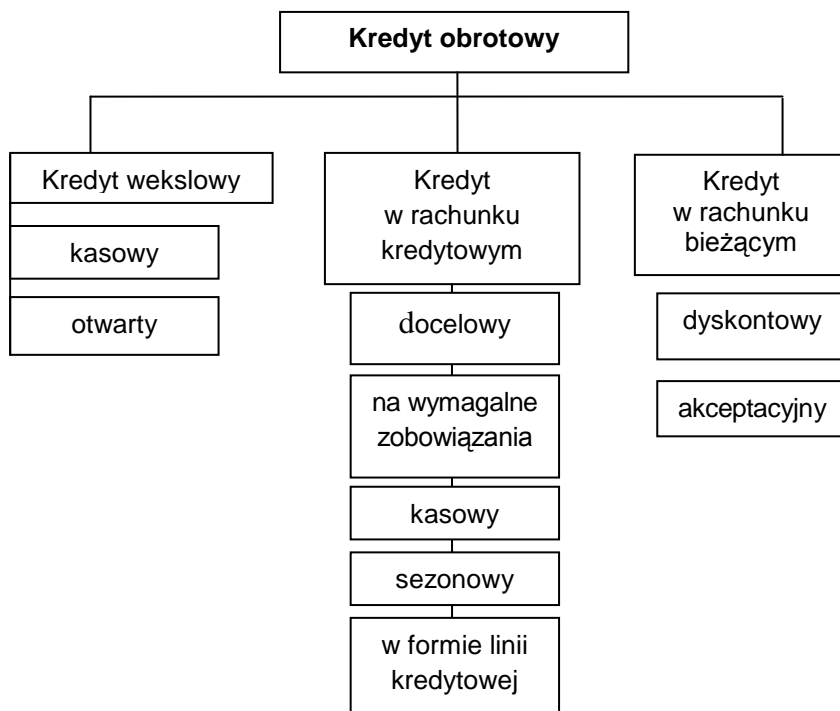 Kredyt obrotowy
Kredyt wekslowy
kasowy
otwarty
Kredyt
w rachunku
kredytowym
docelowy
na wymagalne
zobowiązania
kasowy
sezonowy
w formie linii
kredytowej
Kredyt
w rachunku
bieżącym
dyskontowy
akceptacyjny